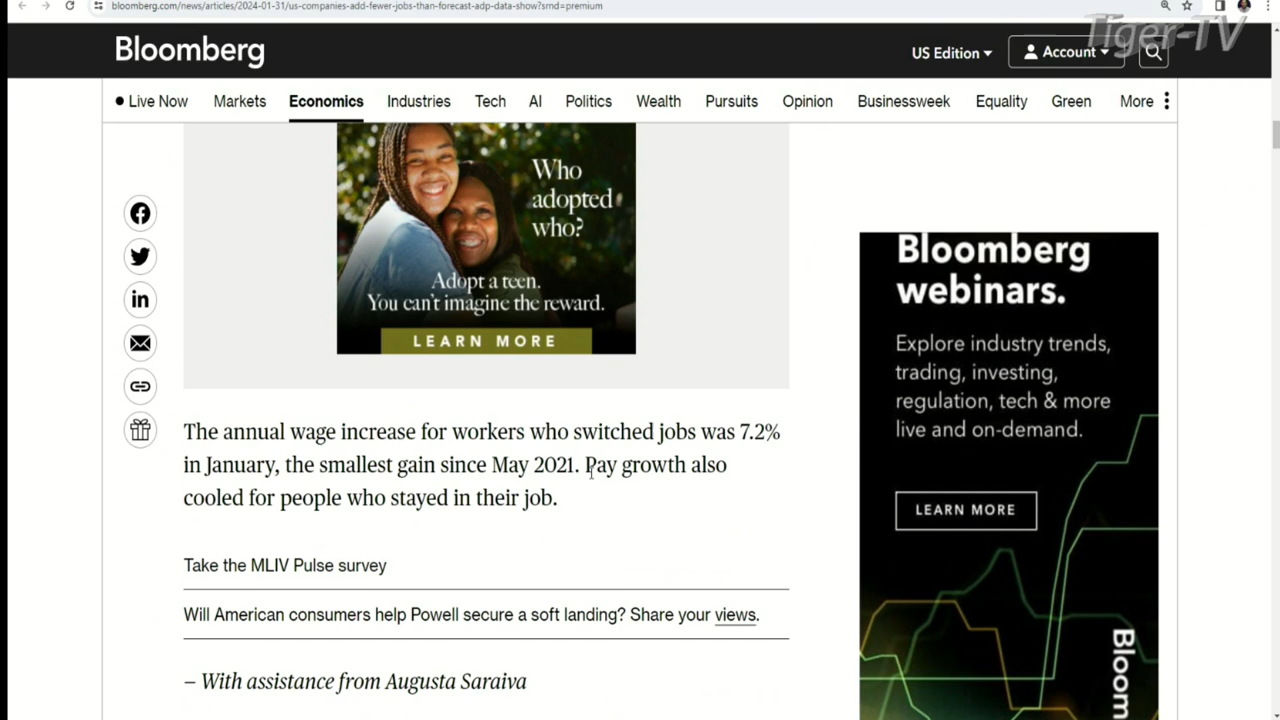 bloomberg.com/news/articles/2024-01-31/us-companies-add-fewer-jobs-than-forecast-adp-data-show?srnd=premium
Tiger-TV
Bloomberg
US Edition
Account
Live Now
Markets
Economics
Industries
Tech
AI
Politics
Wealth
Pursuits
Opinion
Businessweek
Equality
Green
More
Who
adopted
who?
Adopt a teen.
You can't imagine the reward.
LEARN MORE
Bloomberg
webinars.
Explore industry trends,
trading, investing,
regulation, tech & more
live and on-demand.
LEARN MORE
Bloom
The annual wage increase for workers who switched jobs was 7.2%
in January, the smallest gain since May 2021. Pay growth also
cooled for people who stayed in their job.
Take the MLIV Pulse survey
Will American consumers help Powell secure a soft landing? Share your views.
– With assistance from Augusta Saraiva